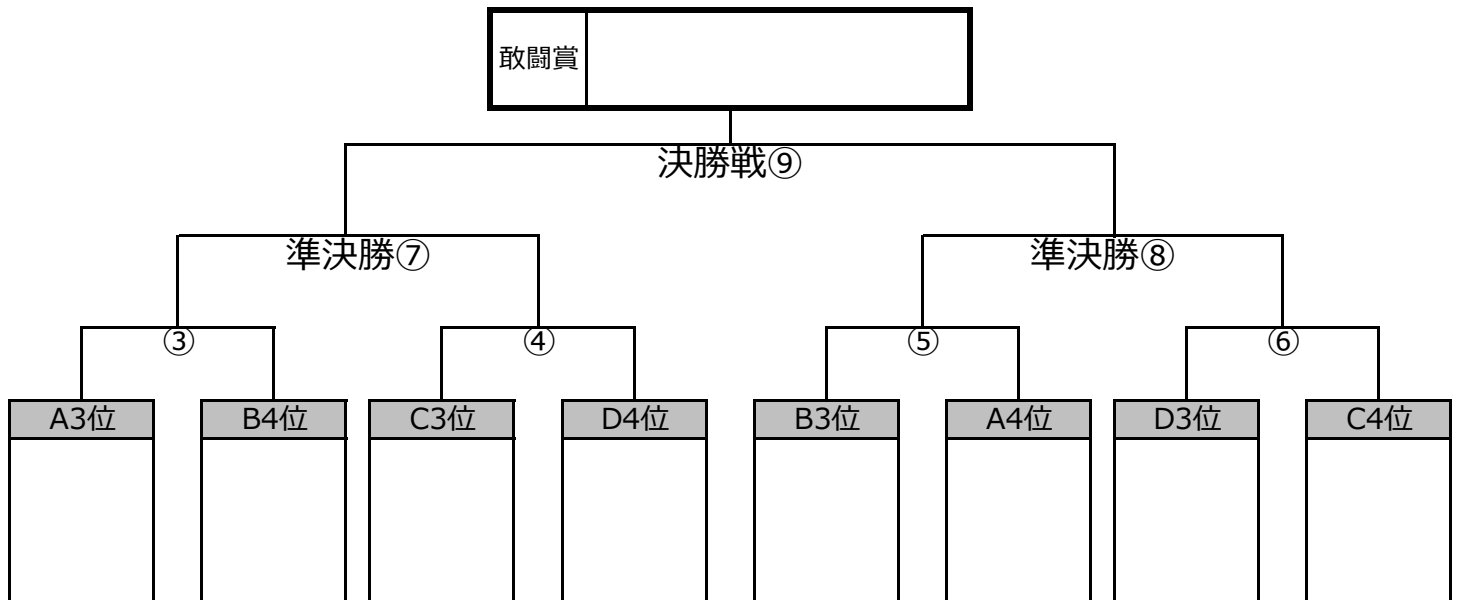 敢闘賞
決勝戦⑨
準決勝⑦
準決勝⑧
③
④
⑤
⑥
A3位
B4位
C3位
D4位
B3位
A4位
D3位
C4位